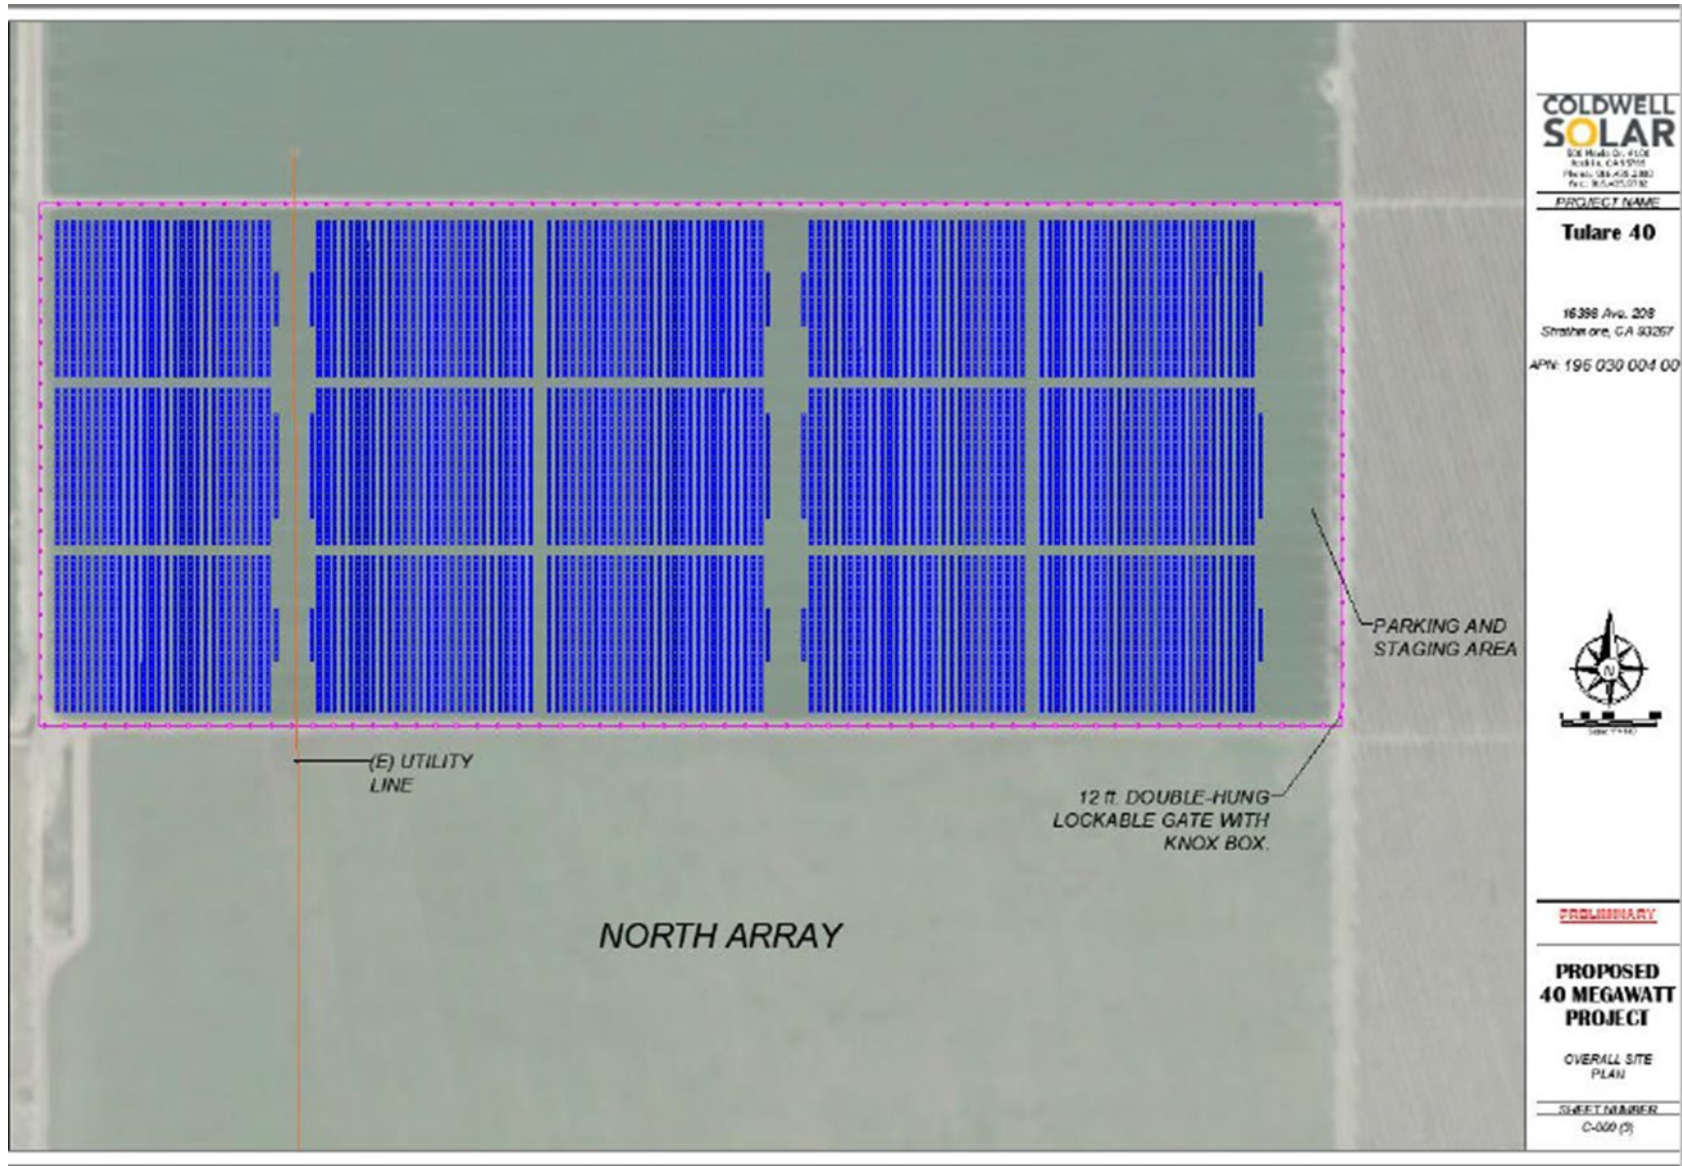 COLDWELL
SOLAR
PROJECT NAME
Tulare 40
16398 Ave. 208
Strathmore, CA 93267
APN: 196 030 004 00
PARKING AND
STAGING AREA
N
(E) UTILITY
LINE
12 ft. DOUBLE-HUNG
LOCKABLE GATE WITH
KNOX BOX.
NORTH ARRAY
PRELIMINARY
PROPOSED
40 MEGAWATT
PROJECT
OVERALL SITE
PLAN
SHEET NUMBER